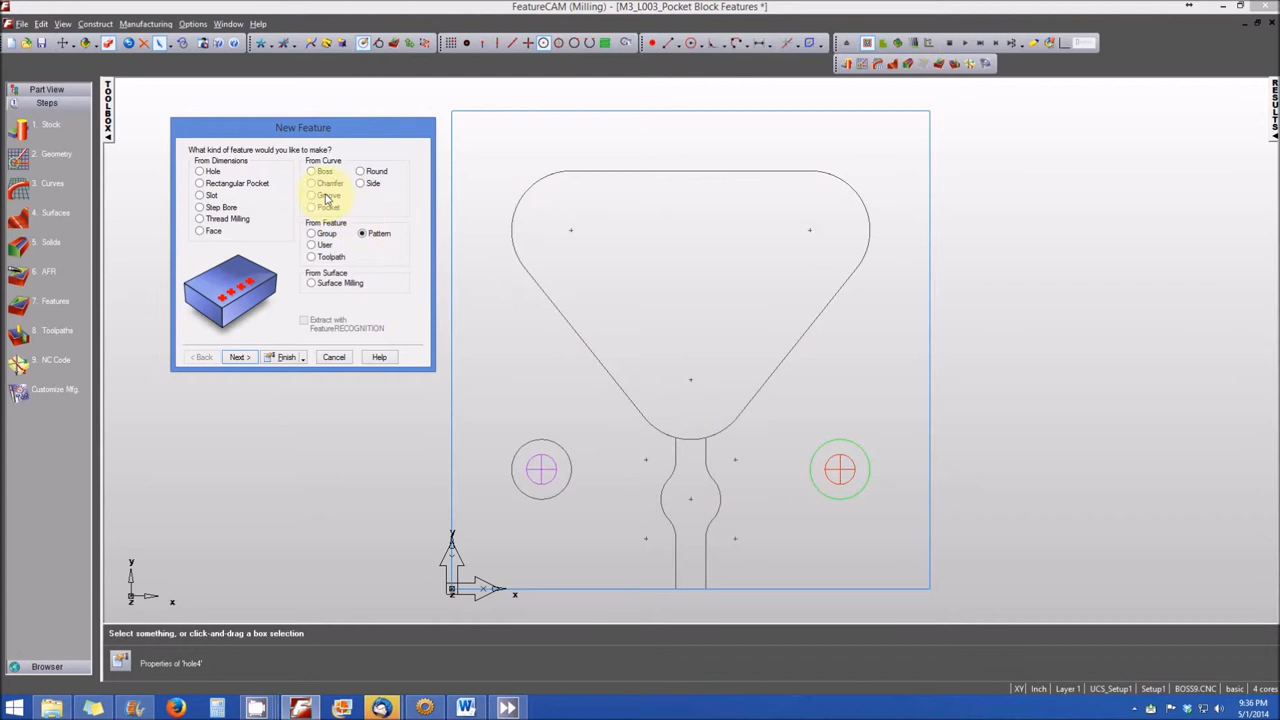 FeatureCAM (Milling) - [M3_L003_Pocket Block Features *]
File Edit View Construct Manufacturing Options Window Help
Part View
Steps
1. Stock
2. Geometry
3. Curves
4. Surfaces
5. Solids
6. AFR
7. Features
8. Toolpaths
9. NC Code
Customize Mfg.
Browser
TOOLBOX
RESULTS
New Feature
What kind of feature would you like to make?
From Dimensions
Hole
Rectangular Pocket
Slot
Step Bore
Thread Milling
Face
From Curve
Boss Round
Chamfer Side
Groove
Pocket
From Feature
Group Pattern
User
Toolpath
From Surface
Surface Milling
Extract with
FeatureRECOGNITION
< Back Next > Finish Cancel Help
y
z x
y
z x
Select something, or click-and-drag a box selection
Properties of 'hole4'
XY Inch Layer 1 UCS_Setup1 Setup1 BOSS9.CNC basic 4 cores
9:36 PM
5/1/2014